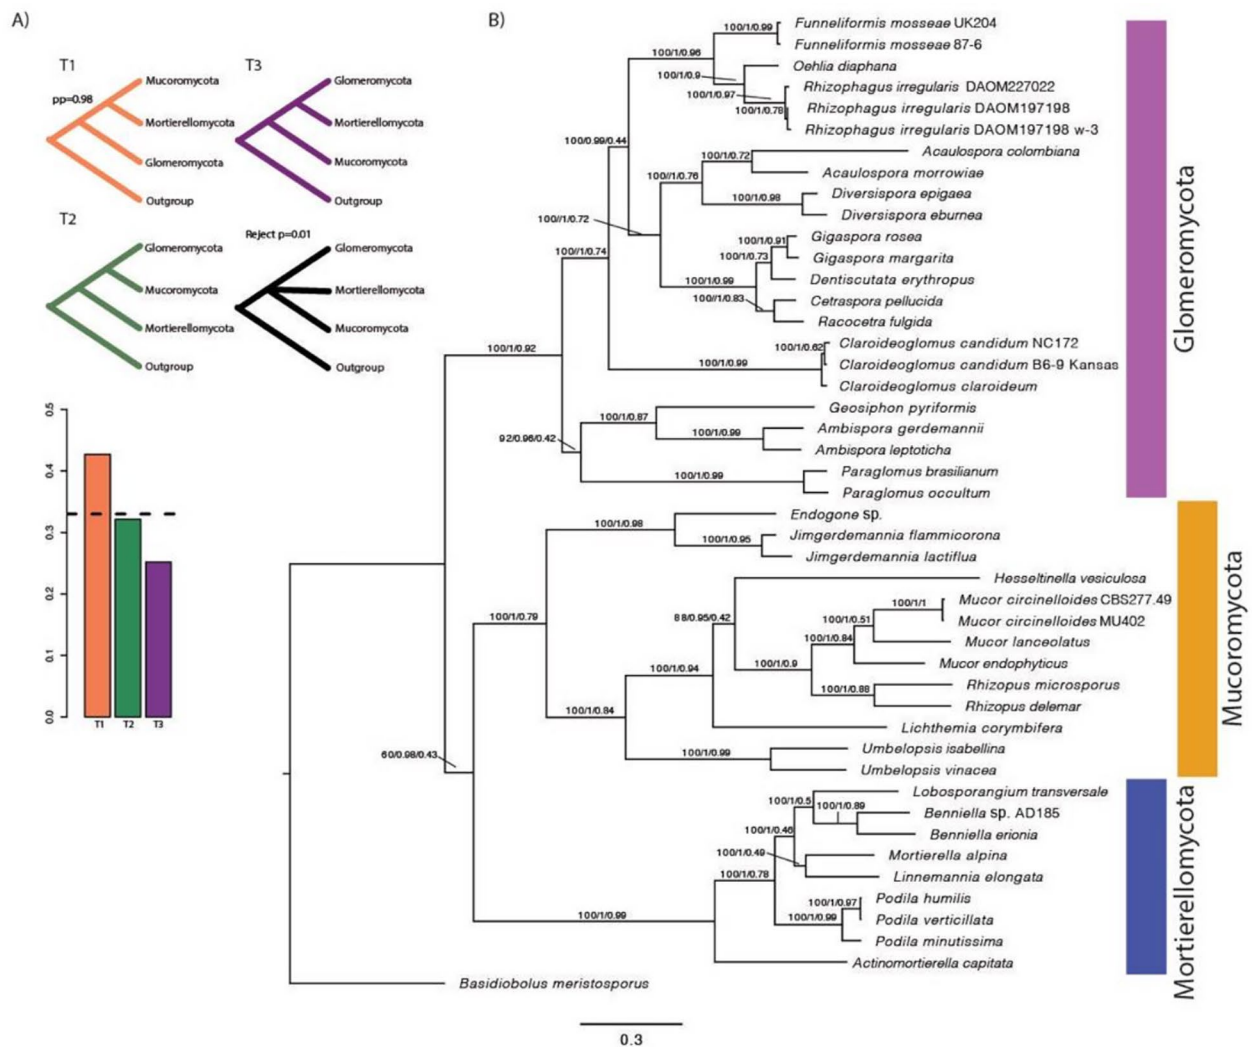 A)
T1
pp=0.98
Mucoromycota
Mortierellomycota
Glomeromycota
Outgroup
T3
Glomeromycota
Mortierellomycota
Mucoromycota
Outgroup
T2
Glomeromycota
Mucoromycota
Mortierellomycota
Outgroup
Reject p=0.01
Glomeromycota
Mortierellomycota
Mucoromycota
Outgroup
0.5
0.4
0.3
0.2
0.1
0.0
T1
T2
T3
B)
100/1/0.99
Funneliformis mosseae UK204
Funneliformis mosseae 87-6
100/1/0.96
100/1/0.9
Oehlia diaphana
100/1/0.97
Rhizophagus irregularis DAOM227022
100/1/0.78
Rhizophagus irregularis DAOM197198
Rhizophagus irregularis DAOM197198 w-3
100/0.99/0.44
100/1/0.72
Acaulospora colombiana
100//1/0.76
Acaulospora morrowiae
100/1/0.98
Diversispora epigaea
Diversispora eburnea
100//1/0.72
100/1/0.91
Gigaspora rosea
100/1/0.73
Gigaspora margarita
100//1/0.74
100/1/0.99
Dentiscutata erythropus
100//1/0.83
Cetraspora pellucida
Racocetra fulgida
100/1/0.62
Claroideoglomus candidum NC172
100/1/0.99
Claroideoglomus candidum B6-9 Kansas
Claroideoglomus claroideum
100/1/0.92
Geosiphon pyriformis
100/1/0.87
Ambispora gerdemannii
100/1/0.99
Ambispora leptoticha
92/0.96/0.42
100/1/0.99
Paraglomus brasilianum
Paraglomus occultum
Glomeromycota
Endogone sp.
100/1/0.98
Jimgerdemannia flammicorona
100/1/0.95
Jimgerdemannia lactiflua
Hesseltinella vesiculosa
100/1/1
Mucor circinelloides CBS277.49
100/1/0.79
88/0.95/0.42
100/1/0.51
Mucor circinelloides MU402
100/1/0.84
Mucor lanceolatus
100/1/0.94
100/1/0.9
Mucor endophyticus
100/1/0.88
Rhizopus microsporus
Rhizopus delemar
100/1/0.84
Lichthemia corymbifera
100/1/0.99
Umbelopsis isabellina
Umbelopsis vinacea
Mucoromycota
60/0.98/0.43
Lobosporangium transversale
100/1/0.5
100/1/0.89
Benniella sp. AD185
100/1/0.46
Benniella erionia
100/1/0.49
Mortierella alpina
100/1/0.78
Linnemannia elongata
100/1/0.97
Podila humilis
100/1/0.99
100/1/0.99
Podila verticillata
Podila minutissima
Actinomortierella capitata
Mortierellomycota
Basidiobolus meristosporus
0.3